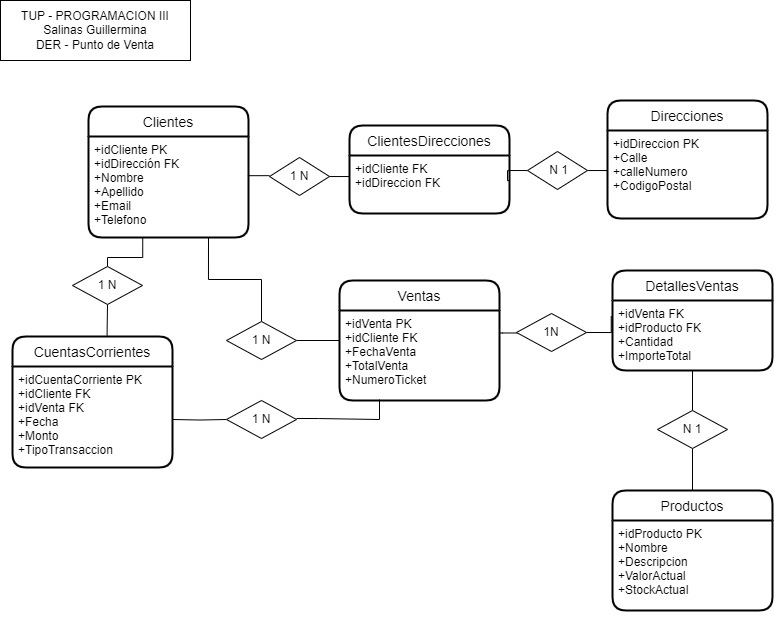 TUP - PROGRAMACION III
Salinas Guillermina
DER - Punto de Venta
Clientes
+idCliente PK
+idDirección FK
+Nombre
+Apellido
+Email
+Telefono
1 N
ClientesDirecciones
+idCliente FK
+idDireccion FK
N 1
Direcciones
+idDireccion PK
+Calle
+calleNumero
+CodigoPostal
1 N
CuentasCorrientes
+idCuentaCorriente PK
+idCliente FK
+idVenta FK
+Fecha
+Monto
+TipoTransaccion
1 N
1 N
Ventas
+idVenta PK
+idCliente FK
+FechaVenta
+TotalVenta
+NumeroTicket
1N
DetallesVentas
+idVenta FK
+idProducto FK
+Cantidad
+ImporteTotal
N 1
Productos
+idProducto PK
+Nombre
+Descripcion
+ValorActual
+StockActual